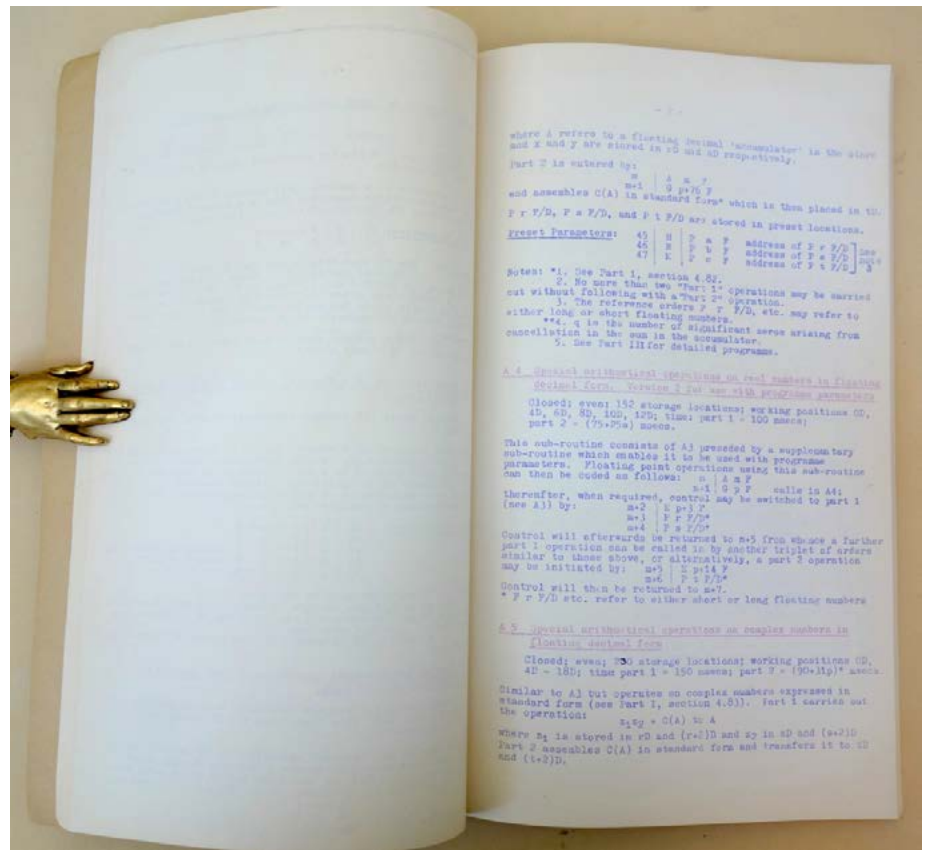 where A refers to a floating decimal 'accumulator' in the store
and x and y are stored in rD and sD respectively.
Part 2 is entered by:
m | A m F
m+1 | G p+76 F
and assembles C(A) in standard form* which is then placed in tD.
P r F/D, P s F/D, and P t F/D are stored in preset locations.
Preset Parameters: 45 | H | P a F address of P r F/D
46 | N | P b F address of P s F/D see note
47 | P c F address of P t F/D 3
Notes: *1. See Part 1, section 4.82.
2. No more than two "Part 1" operations may be carried
out without following with a "Part 2" operation.
3. The reference orders P r F/D, etc. may refer to
either long or short floating numbers.
**4. q is the number of significant zeros arising from
cancellation in the sum in the accumulator.
5. See Part III for detailed programme.
A 4 Special arithmetical operations on real numbers in floating
decimal form. Version 2 for use with programme parameters
Closed; even; 152 storage locations; working positions 0D,
4D, 6D, 8D, 10D, 12D; time: part 1 - 100 msecs;
part 2 - (75+25a) msecs.
This sub-routine consists of A3 preceded by a supplementary
sub-routine which enables it to be used with programme
parameters. Floating point operations using this sub-routine
can then be coded as follows: m | A m F
m+1 | G p F calls in A4;
thereafter, when required, control may be switched to part 1
(see A3) by: m+2 | E p+3 F
m+3 | P r F/D*
m+4 | P s F/D*
Control will afterwards be returned to m+5 from whence a further
part 1 operation can be called in by another triplet of orders
similar to those above, or alternatively, a part 2 operation
may be initiated by: m+5 | E p+14 F
m+6 | P t F/D*
Control will then be returned to m+7.
* P r F/D etc. refer to either short or long floating numbers
A 5 Special arithmetical operations on complex numbers in
floating decimal form
Closed; even; storage locations; working positions 0D,
4D - 18D; time part 1 - 150 msecs; part 2 - (90+31p)* msecs.
Similar to A3 but operates on complex numbers expressed in
standard form (see Part I, section 4.83). Part 1 carries out
the operation:
z₁z₂ + C(A) to A
where z₁ is stored in rD and (r+2)D and z₂ in sD and (s+2)D
Part 2 assembles C(A) in standard form and transfers it to tD
and (t+2)D.